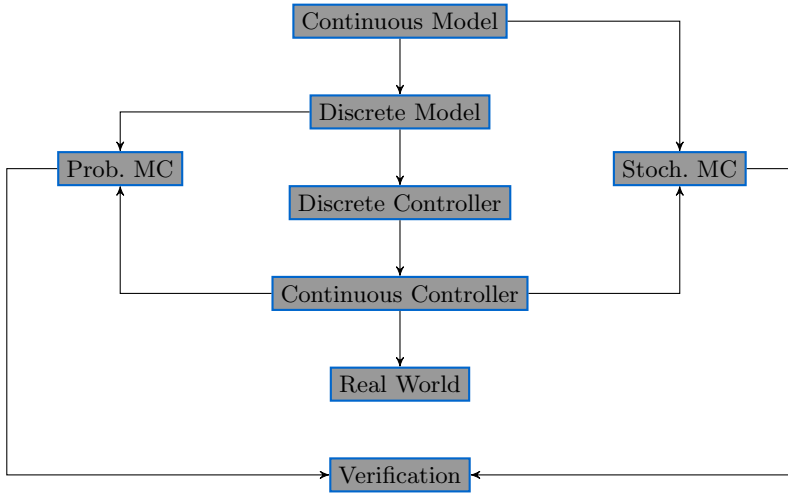 Continuous Model
Discrete Model
Prob. MC
Stoch. MC
Discrete Controller
Continuous Controller
Real World
Verification